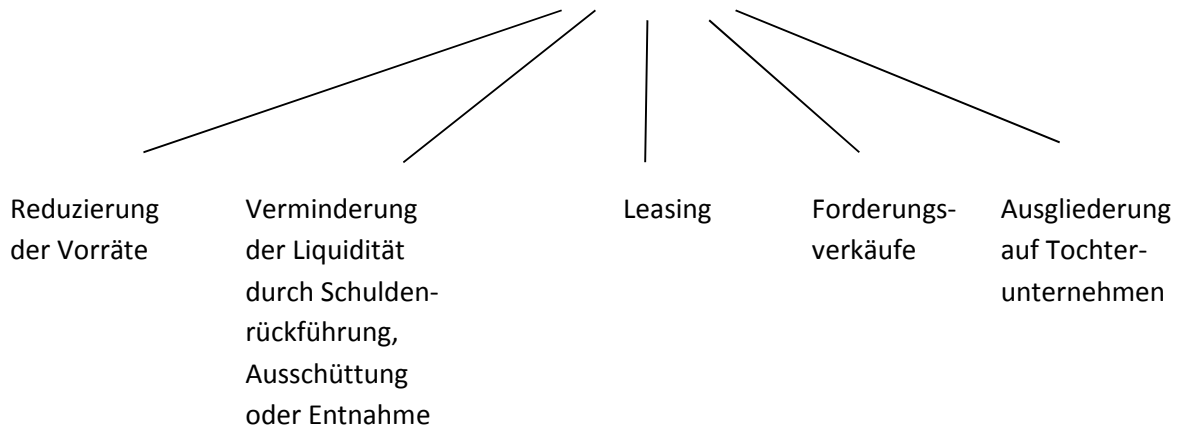 Reduzierung
der Vorräte
Verminderung
der Liquidität
durch Schulden-
rückführung,
Ausschüttung
oder Entnahme
Leasing
Forderungs-
verkäufe
Ausgliederung
auf Tochter-
unternehmen